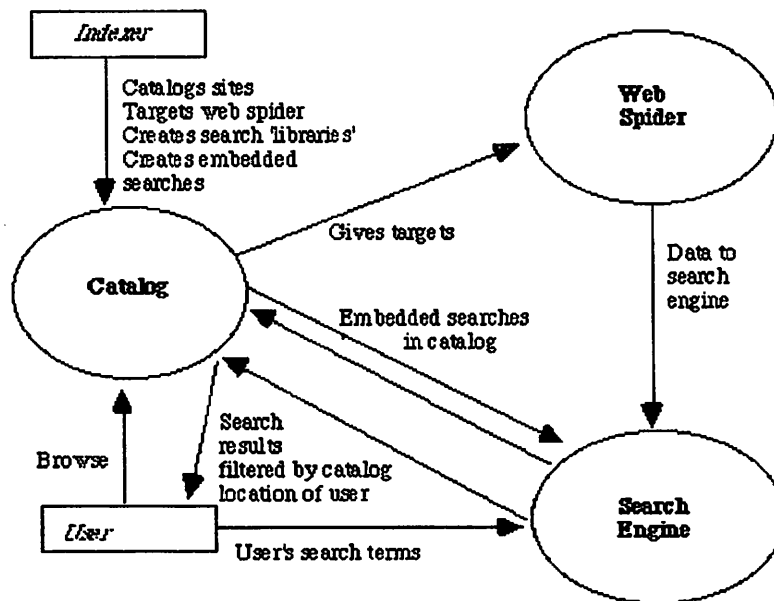 Indexer
Catalogs sites
Targets web spider
Creates search 'libraries'
Creates embedded
searches
Web
Spider
Gives targets
Data to
search
engine
Catalog
Embedded searches
in catalog
Browse
Search
results
filtered by catalog
location of user
User
User's search terms
Search
Engine